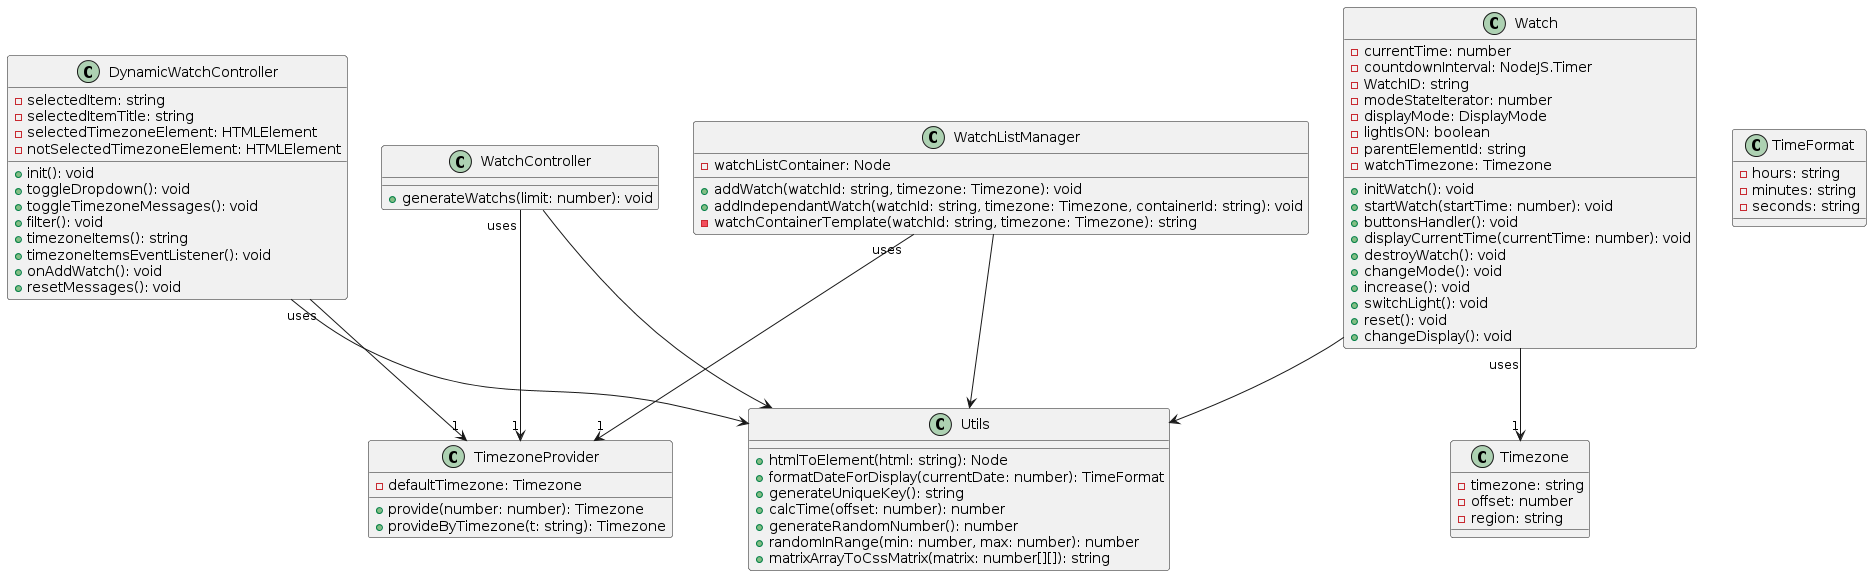 DynamicWatchController
selectedItem: string
selectedItemTitle: string
selectedTimezoneElement: HTMLElement
notSelectedTimezoneElement: HTMLElement
init(): void
toggleDropdown(): void
toggleTimezoneMessages(): void
filter(): void
timezoneItems(): string
timezoneItemsEventListener(): void
onAddWatch(): void
resetMessages(): void
WatchController
generateWatchs(limit: number): void
WatchListManager
watchListContainer: Node
addWatch(watchId: string, timezone: Timezone): void
addIndependantWatch(watchId: string, timezone: Timezone, containerId: string): void
watchContainerTemplate(watchId: string, timezone: Timezone): string
Watch
currentTime: number
countdownInterval: NodeJS.Timer
WatchID: string
modeStateIterator: number
displayMode: DisplayMode
lightIsON: boolean
parentElementId: string
watchTimezone: Timezone
initWatch(): void
startWatch(startTime: number): void
buttonsHandler(): void
displayCurrentTime(currentTime: number): void
destroyWatch(): void
changeMode(): void
increase(): void
switchLight(): void
reset(): void
changeDisplay(): void
TimeFormat
hours: string
minutes: string
seconds: string
uses
uses
uses
uses
1
1
1
1
TimezoneProvider
defaultTimezone: Timezone
provide(number: number): Timezone
provideByTimezone(t: string): Timezone
Utils
htmlToElement(html: string): Node
formatDateForDisplay(currentDate: number): TimeFormat
generateUniqueKey(): string
calcTime(offset: number): number
generateRandomNumber(): number
randomInRange(min: number, max: number): number
matrixArrayToCssMatrix(matrix: number[][]): string
Timezone
timezone: string
offset: number
region: string